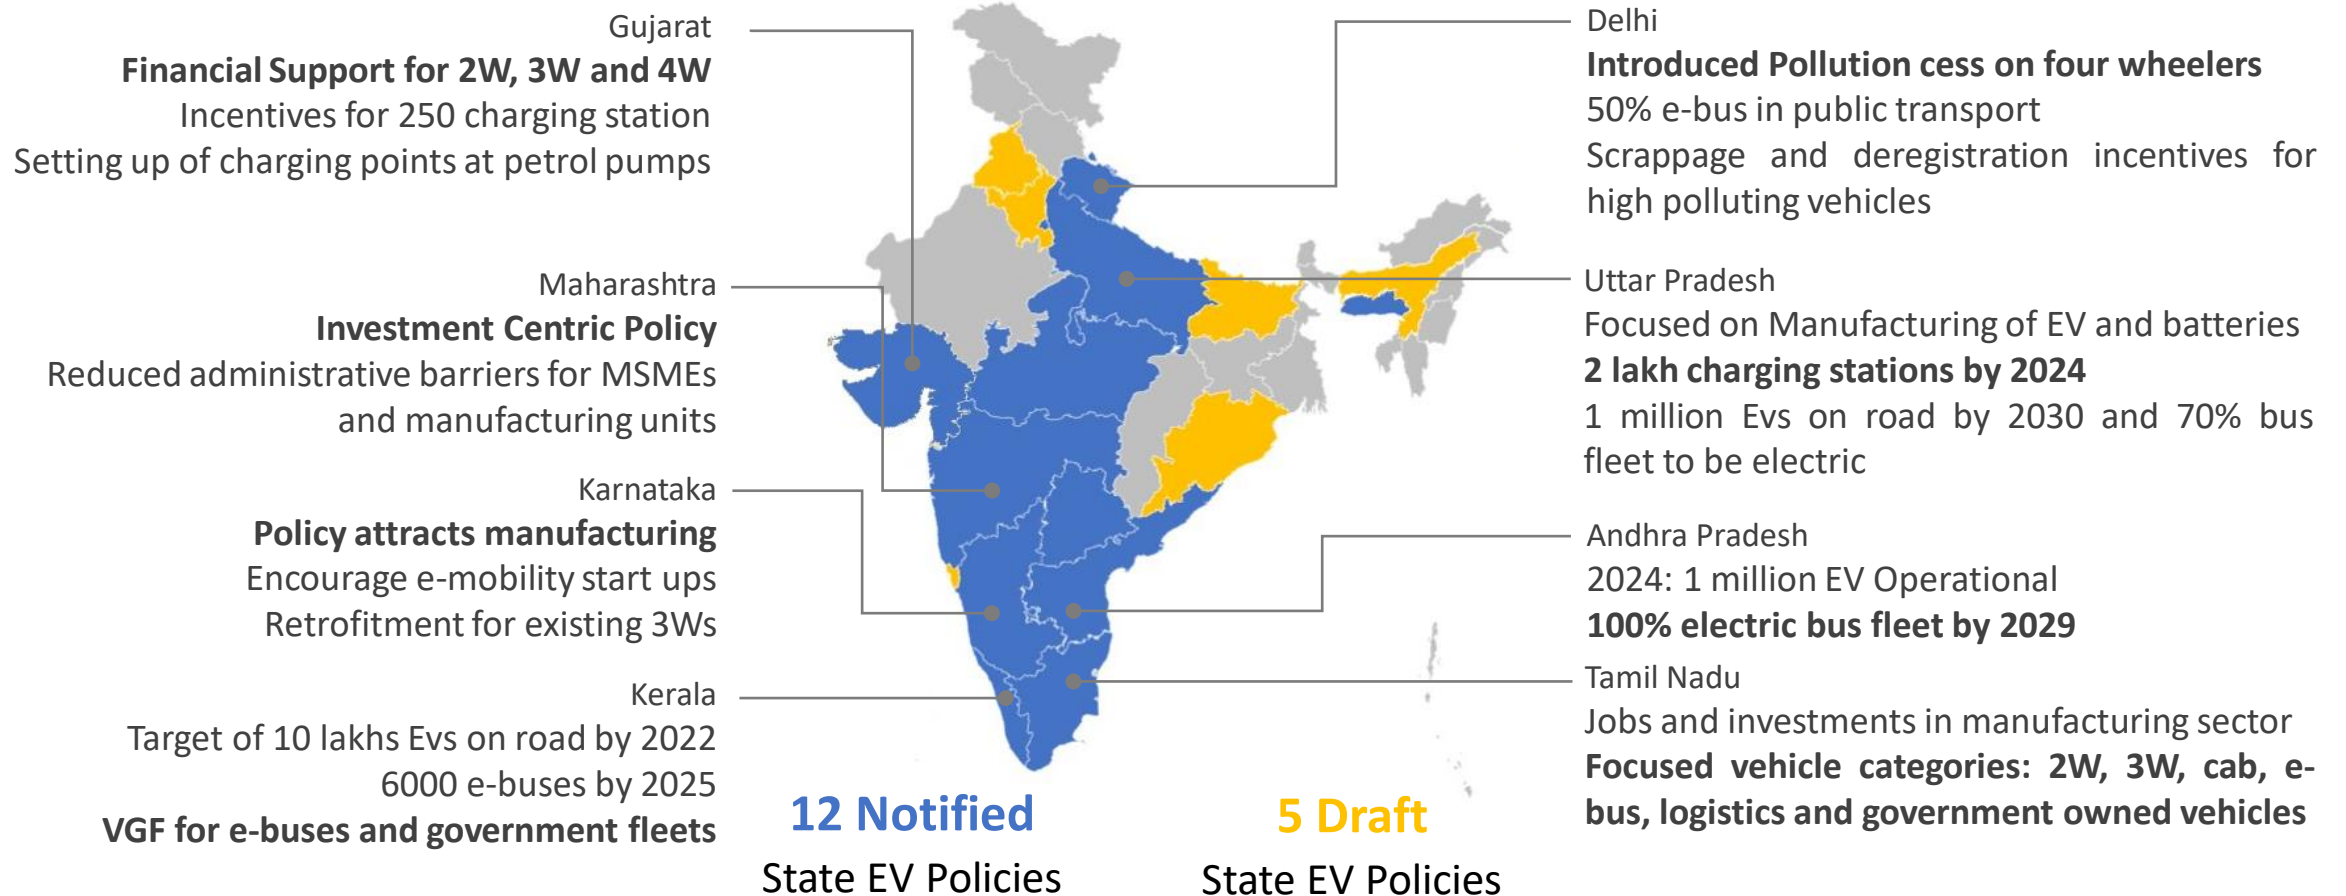 Gujarat
Financial Support for 2W, 3W and 4W
Incentives for 250 charging station
Setting up of charging points at petrol pumps
Maharashtra
Investment Centric Policy
Reduced administrative barriers for MSMEs
and manufacturing units
Karnataka
Policy attracts manufacturing
Encourage e-mobility start ups
Retrofitment for existing 3Ws
Kerala
Target of 10 lakhs Evs on road by 2022
6000 e-buses by 2025
VGF for e-buses and government fleets
Delhi
Introduced Pollution cess on four wheelers
50% e-bus in public transport
Scrappage and deregistration incentives for
high polluting vehicles
Uttar Pradesh
Focused on Manufacturing of EV and batteries
2 lakh charging stations by 2024
1 million Evs on road by 2030 and 70% bus
fleet to be electric
Andhra Pradesh
2024: 1 million EV Operational
100% electric bus fleet by 2029
Tamil Nadu
Jobs and investments in manufacturing sector
Focused vehicle categories: 2W, 3W, cab, e-
bus, logistics and government owned vehicles
12 Notified
State EV Policies
5 Draft
State EV Policies